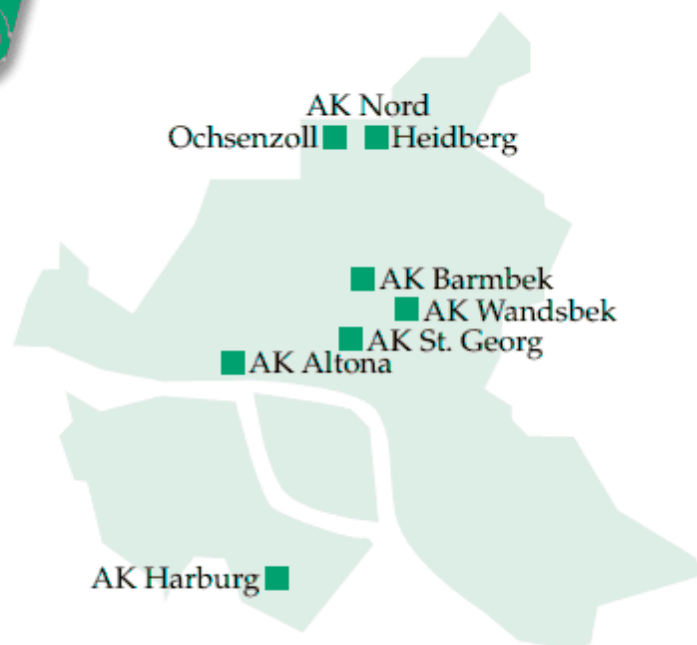 AK Nord
Ochsenzoll Heidberg
AK Barmbek
AK Wandsbek
AK St. Georg
AK Altona
AK Harburg